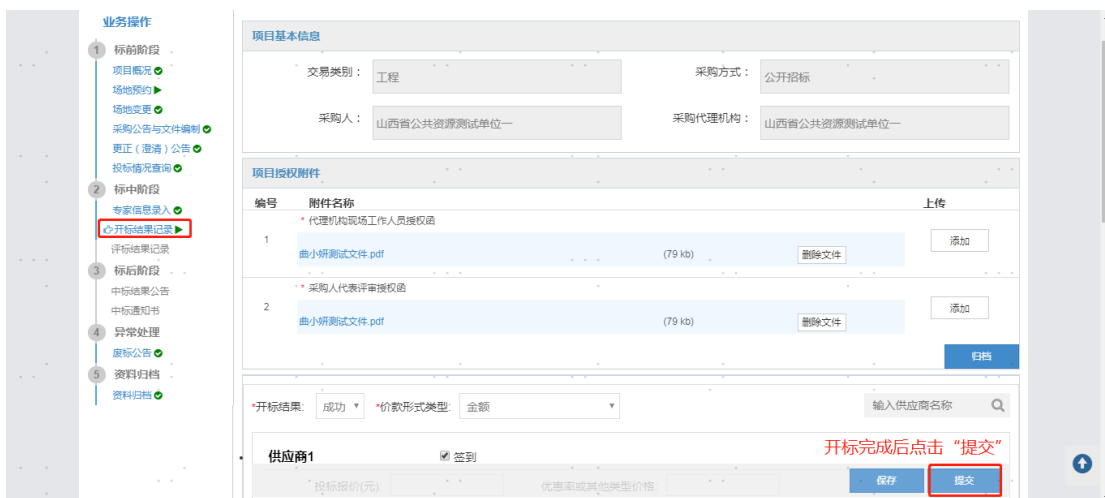 业务操作
1 标前阶段
项目概况
场地预约
场地变更
采购公告与文件编制
更正（澄清）公告
投标情况查询
2 标中阶段
专家信息录入
开标结果记录
评标结果记录
3 标后阶段
中标结果公告
中标通知书
4 异常处理
废标公告
5 资料归档
资料归档
项目基本信息
交易类别: 工程 采购方式: 公开招标
采购人: 山西省公共资源测试单位一 采购代理机构: 山西省公共资源测试单位一
项目授权附件
编号 附件名称 上传
* 代理机构现场工作人员授权函
1 添加
曲小妍测试文件.pdf (79 kb) 删除文件
* 采购人代表评审授权函
2 添加
曲小妍测试文件.pdf (79 kb) 删除文件
归档
*开标结果: 成功 *价款形式类型: 金额 输入供应商名称
开标完成后点击“提交”
供应商1 签到
保存 提交
投标报价(元): 优惠率或其他类型价格: